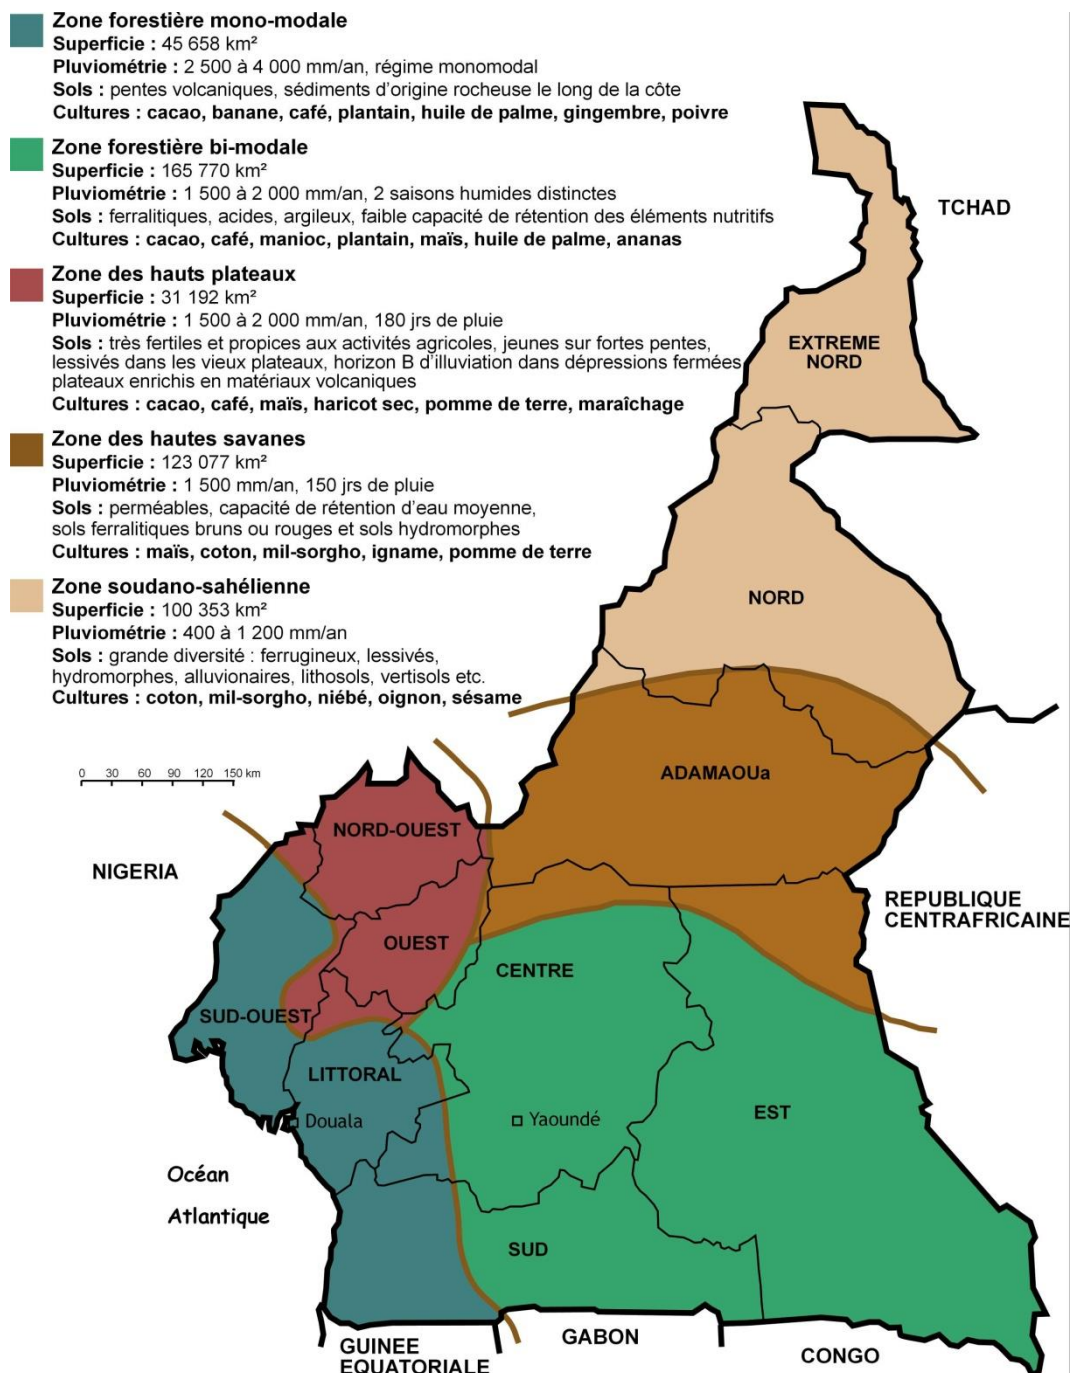 Zone forestière mono-modale
Superficie : 45 658 km²
Pluviométrie : 2 500 à 4 000 mm/an, régime monomodal
Sols : pentes volcaniques, sédiments d'origine rocheuse le long de la côte
Cultures : cacao, banane, café, plantain, huile de palme, gingembre, poivre
Zone forestière bi-modale
Superficie : 165 770 km²
Pluviométrie : 1 500 à 2 000 mm/an, 2 saisons humides distinctes
Sols : ferralitiques, acides, argileux, faible capacité de rétention des éléments nutritifs
Cultures : cacao, café, manioc, plantain, maïs, huile de palme, ananas
Zone des hauts plateaux
Superficie : 31 192 km²
Pluviométrie : 1 500 à 2 000 mm/an, 180 jrs de pluie
Sols : très fertiles et propices aux activités agricoles, jeunes sur fortes pentes,
lessivés dans les vieux plateaux, horizon B d'illuviation dans dépressions fermées
plateaux enrichis en matériaux volcaniques
Cultures : cacao, café, maïs, haricot sec, pomme de terre, maraîchage
Zone des hautes savanes
Superficie : 123 077 km²
Pluviométrie : 1 500 mm/an, 150 jrs de pluie
Sols : perméables, capacité de rétention d'eau moyenne,
sols ferralitiques bruns ou rouges et sols hydromorphes
Cultures : maïs, coton, mil-sorgho, igname, pomme de terre
Zone soudano-sahélienne
Superficie : 100 353 km²
Pluviométrie : 400 à 1 200 mm/an
Sols : grande diversité : ferrugineux, lessivés,
hydromorphes, alluvionaires, lithosols, vertisols etc.
Cultures : coton, mil-sorgho, niébé, oignon, sésame
TCHAD
EXTREME
NORD
NORD
0 30 60 90 120 150 km
ADAMAOUa
NORD-OUEST
NIGERIA
REPUBLIQUE
CENTRAFRICAINE
OUEST
CENTRE
SUD-OUEST
LITTORAL
EST
Douala
Yaoundé
Océan
Atlantique
SUD
GUINEE
EQUATORIALE
GABON
CONGO